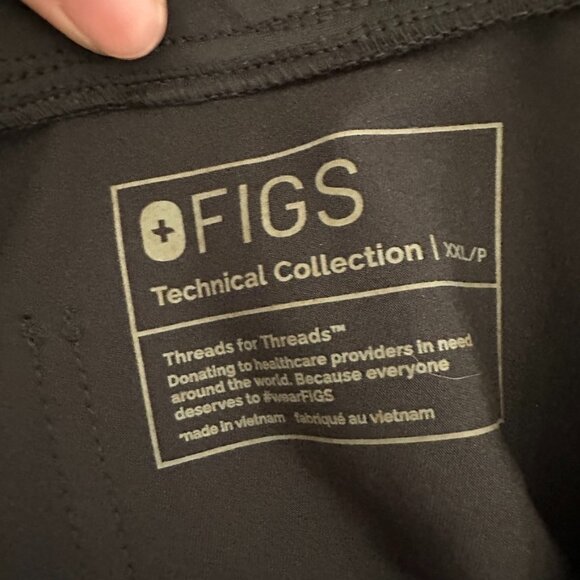 FIGS
Technical Collection | XXL/P
Threads for Threads™
Donating to healthcare providers in need
around the world. Because everyone
deserves to #wearFIGS
made in vietnam fabriqué au vietnam